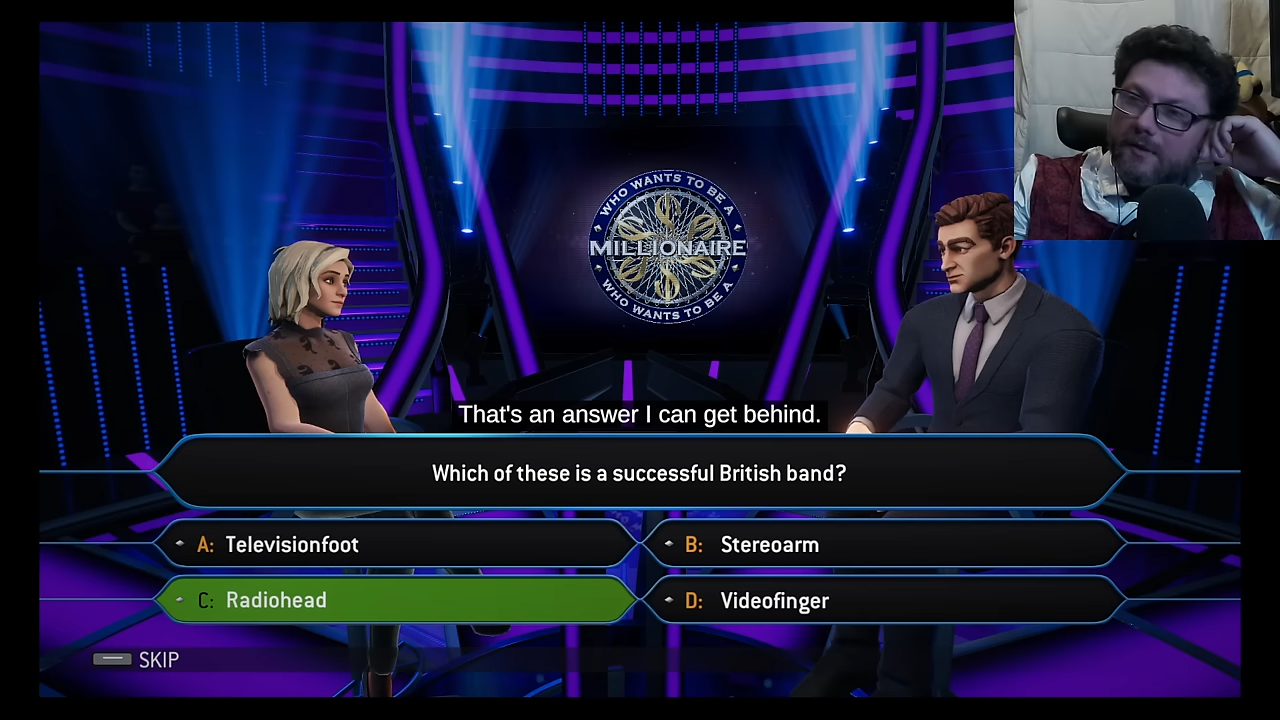 WHO WANTS TO BE A
MILLIONAIRE
WHO WANTS TO BE A
That's an answer I can get behind.
Which of these is a successful British band?
A: Televisionfoot
B: Stereoarm
C: Radiohead
D: Videofinger
SKIP